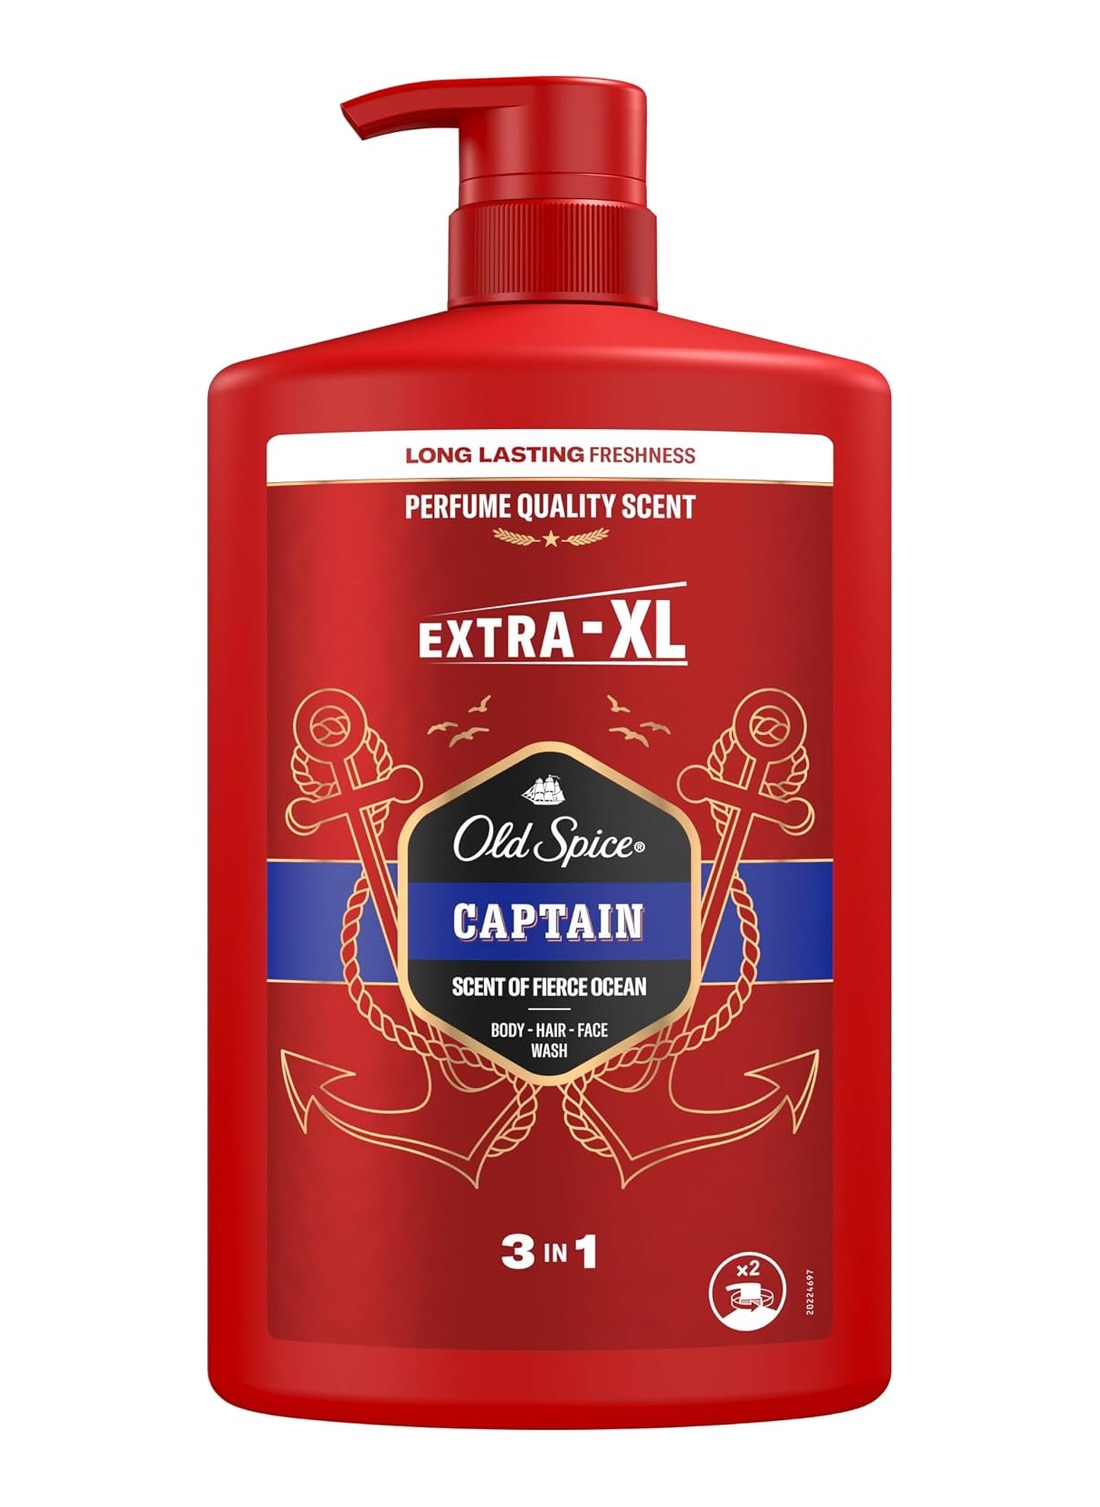 LONG LASTING FRESHNESS
PERFUME QUALITY SCENT
EXTRA-XL
Old Spice®
CAPTAIN
SCENT OF FIERCE OCEAN
BODY - HAIR - FACE
WASH
3 IN 1
x2
20224697